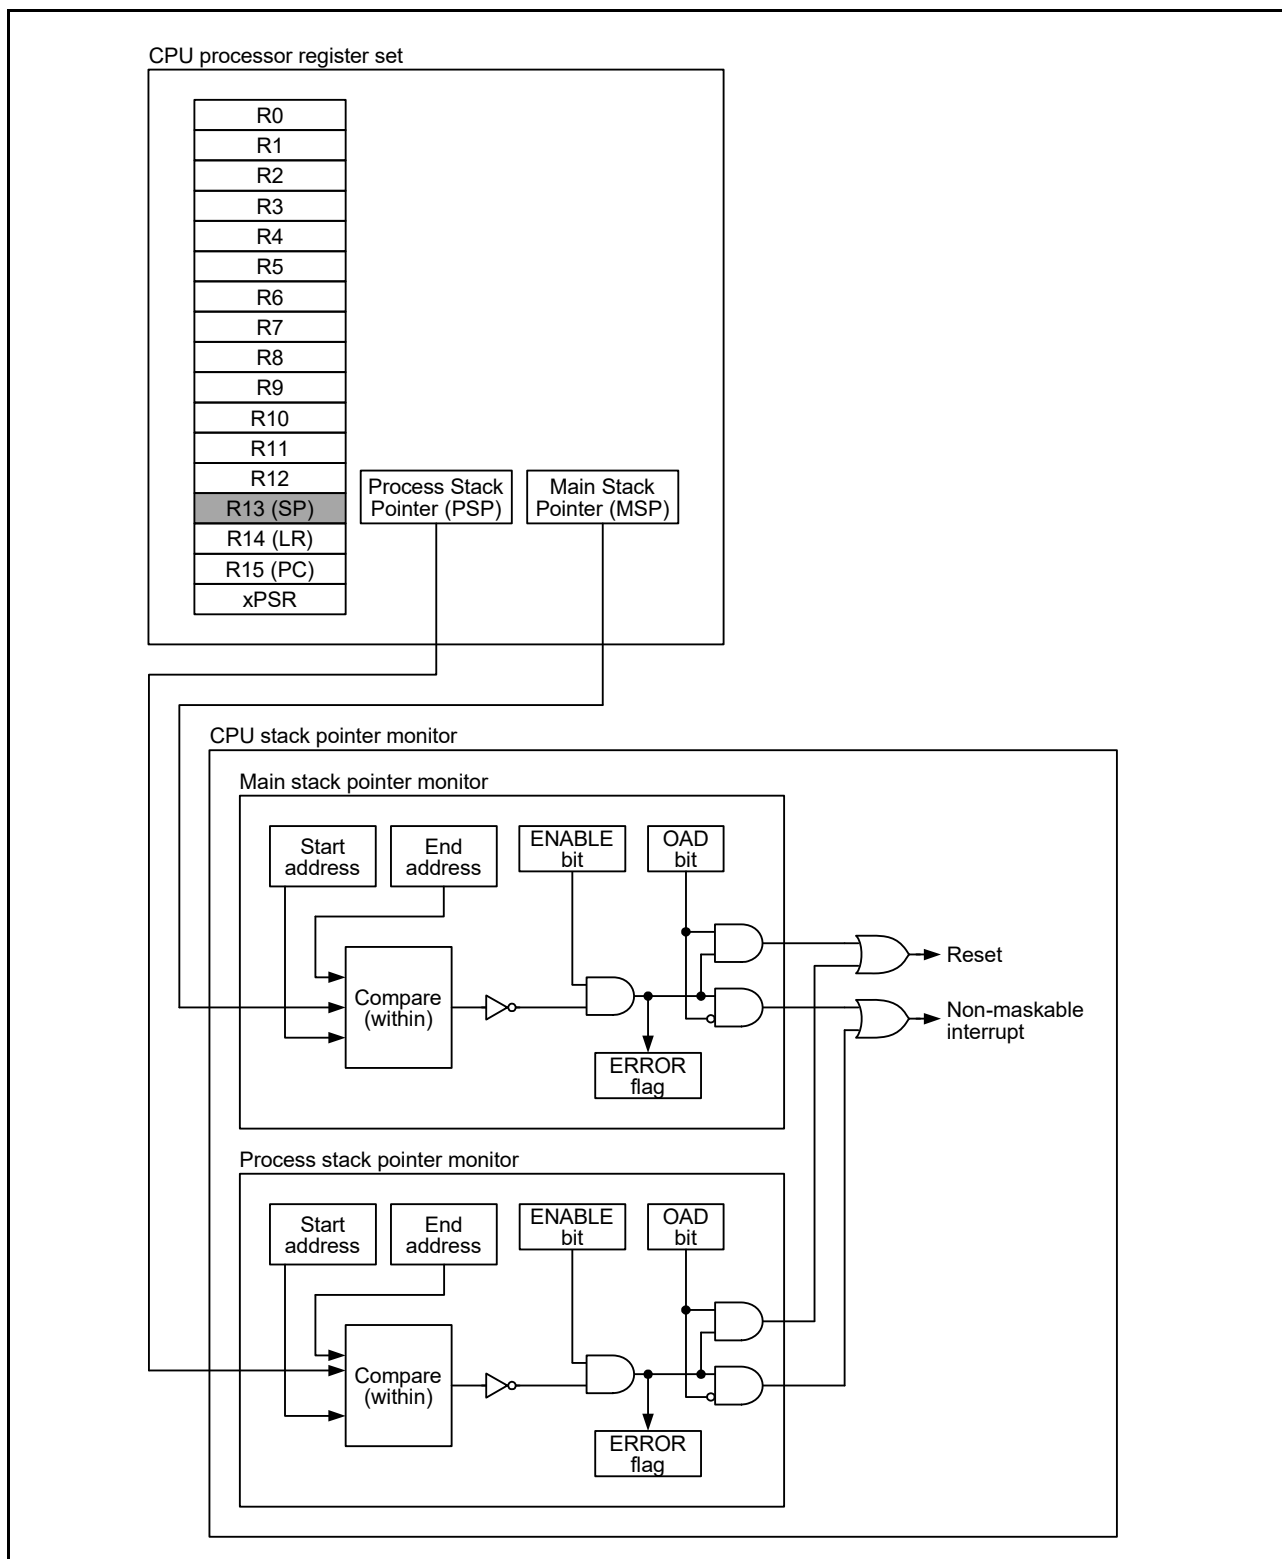 CPU processor register set
R0
R1
R2
R3
R4
R5
R6
R7
R8
R9
R10
R11
R12
R13 (SP)
R14 (LR)
R15 (PC)
xPSR
Process Stack
Pointer (PSP)
Main Stack
Pointer (MSP)
CPU stack pointer monitor
Main stack pointer monitor
Start
address
End
address
ENABLE
bit
OAD
bit
Compare
(within)
ERROR
flag
Reset
Non-maskable
interrupt
Process stack pointer monitor
Start
address
End
address
ENABLE
bit
OAD
bit
Compare
(within)
ERROR
flag